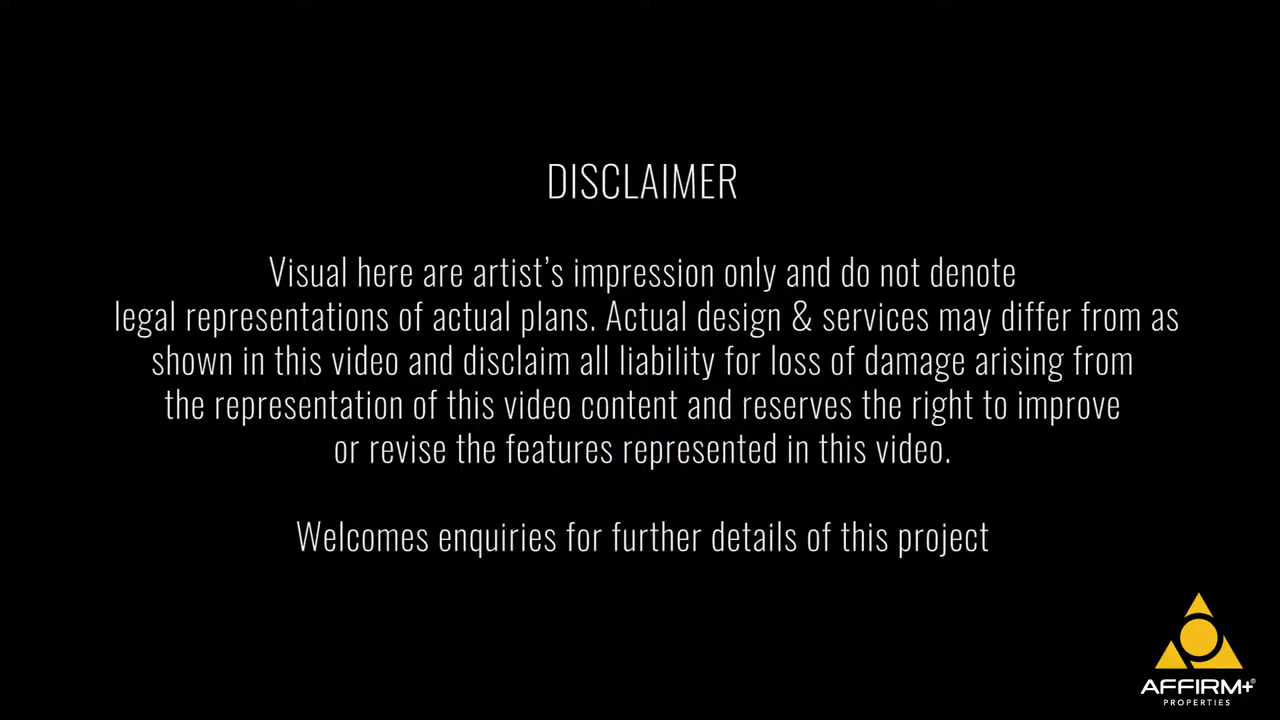 DISCLAIMER
Visual here are artist’s impression only and do not denote
legal representations of actual plans. Actual design & services may differ from as
shown in this video and disclaim all liability for loss of damage arising from
the representation of this video content and reserves the right to improve
or revise the features represented in this video.
Welcomes enquiries for further details of this project
AFFIRM+®
PROPERTIES